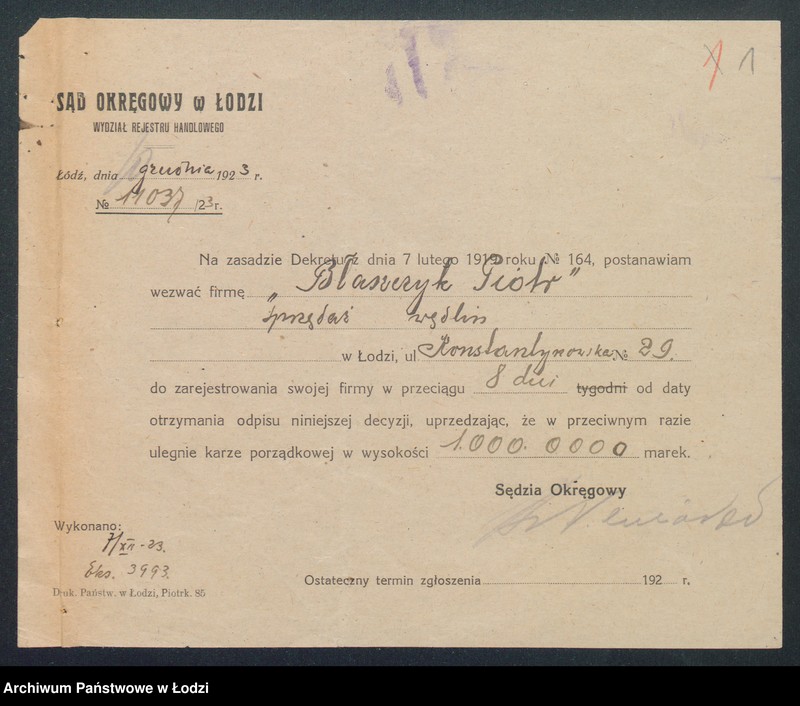 1 1
SĄD OKRĘGOWY w ŁODZI
WYDZIAŁ REJESTRU HANDLOWEGO
Łódź, dnia grudnia 1923 r.
№ 11037/23 r.
Na zasadzie Dekretu z dnia 7 lutego 1919 roku № 164, postanawiam
wezwać firmę „Błaszczyk Piotr"
sprzedaż wędlin
w Łodzi, ul Konstantynowska № 29.
do zarejestrowania swojej firmy w przeciągu 8 dni tygodni od daty
otrzymania odpisu niniejszej decyzji, uprzedzając, że w przeciwnym razie
ulegnie karze porządkowej w wysokości 1.000.0000 marek.
Sędzia Okręgowy
Wykonano:
7/XII-23.
Eks. 3993.
Ostateczny termin zgłoszenia 192 r.
Druk. Państw. w Łodzi, Piotrk. 85
Archiwum Państwowe w Łodzi